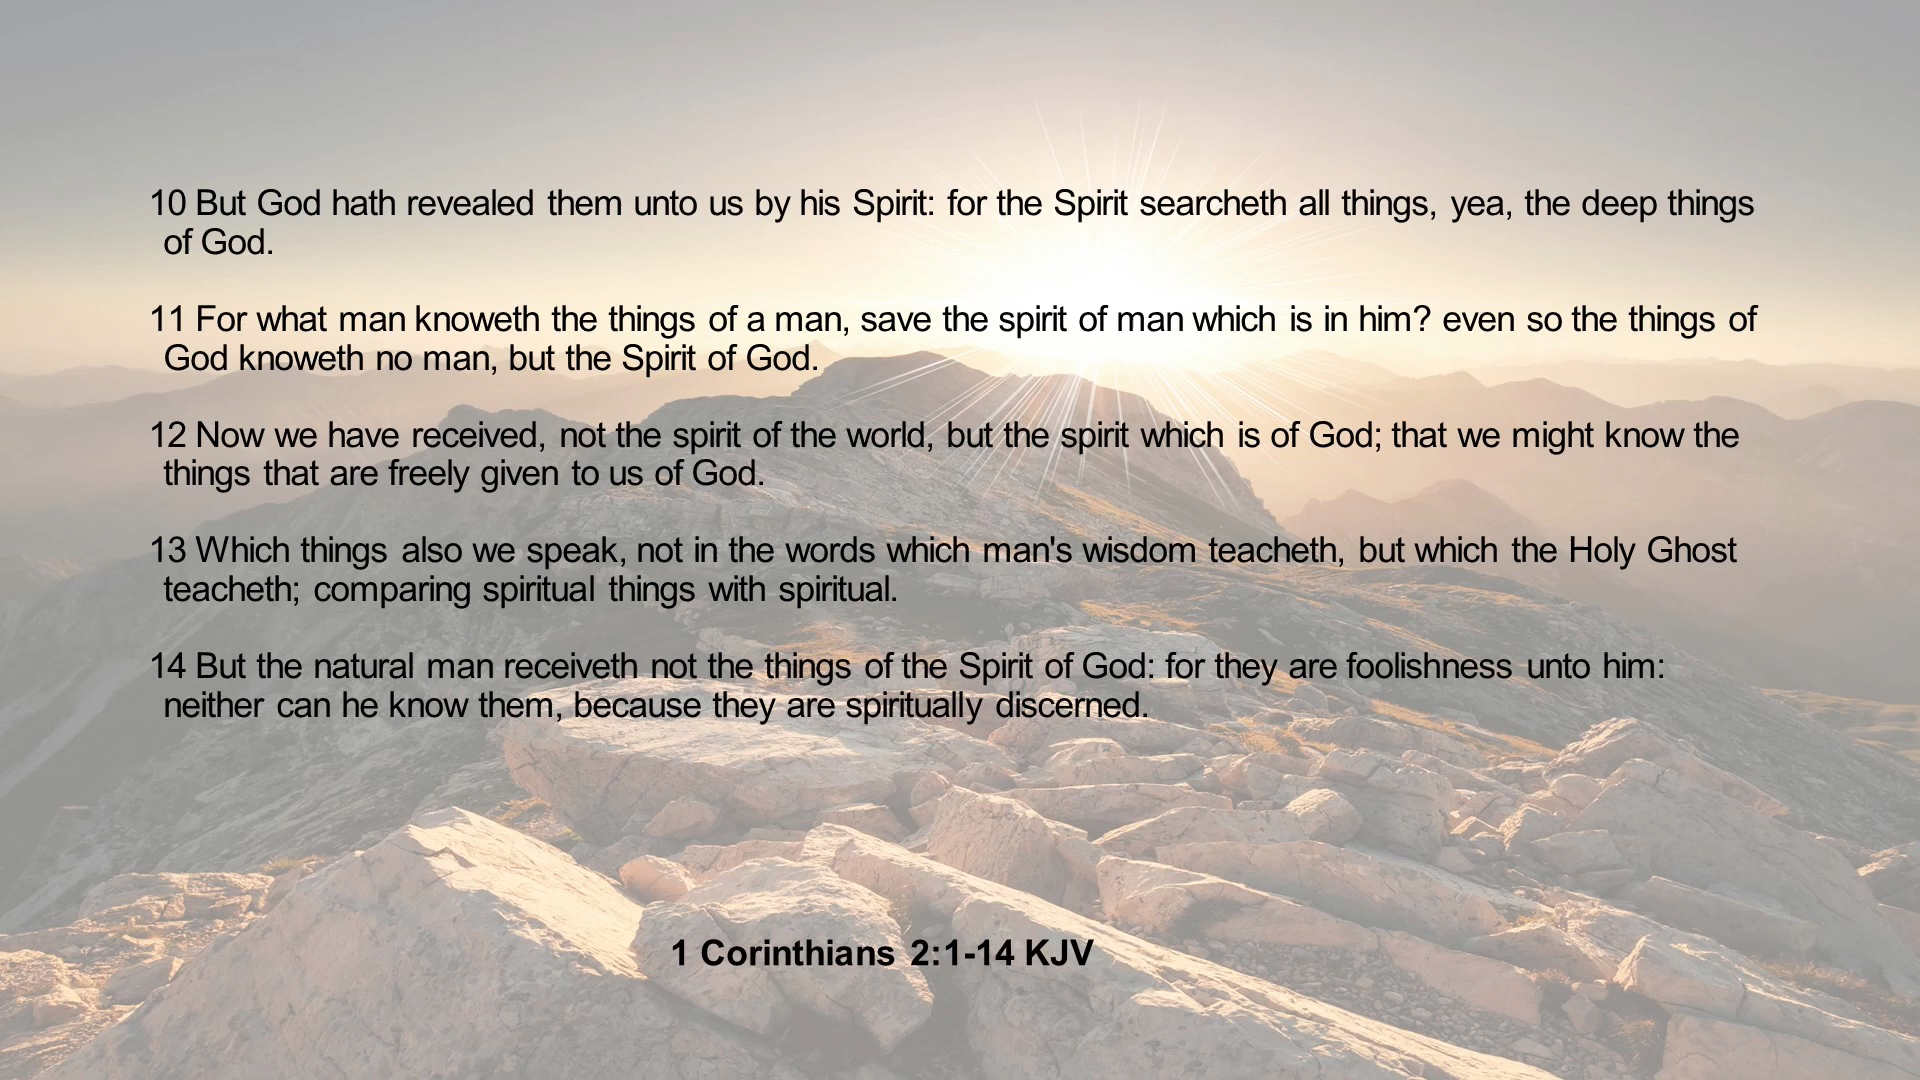 10 But God hath revealed them unto us by his Spirit: for the Spirit searcheth all things, yea, the deep things
of God.
11 For what man knoweth the things of a man, save the spirit of man which is in him? even so the things of
God knoweth no man, but the Spirit of God.
12 Now we have received, not the spirit of the world, but the spirit which is of God; that we might know the
things that are freely given to us of God.
13 Which things also we speak, not in the words which man's wisdom teacheth, but which the Holy Ghost
teacheth; comparing spiritual things with spiritual.
14 But the natural man receiveth not the things of the Spirit of God: for they are foolishness unto him:
neither can he know them, because they are spiritually discerned.
1 Corinthians 2:1-14 KJV